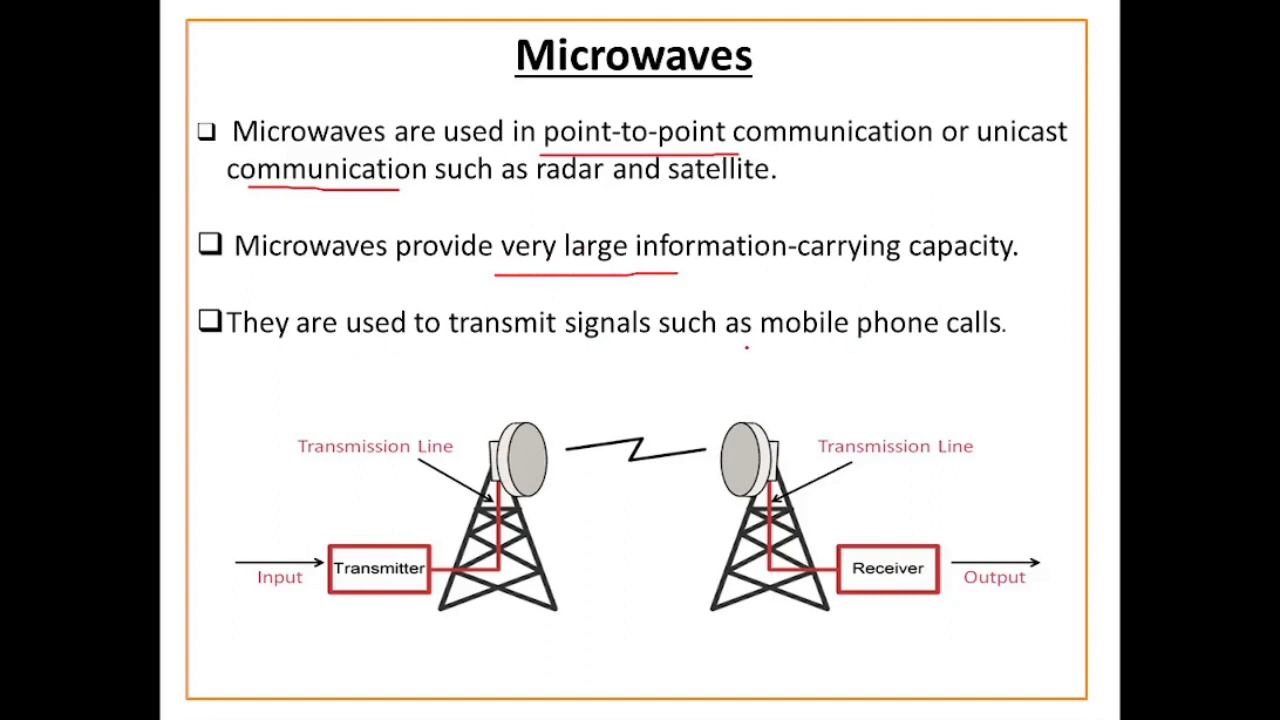 Microwaves
❑ Microwaves are used in point-to-point communication or unicast
communication such as radar and satellite.
❑ Microwaves provide very large information-carrying capacity.
❑They are used to transmit signals such as mobile phone calls.
Transmission Line
Transmission Line
Input
Transmitter
Receiver
Output